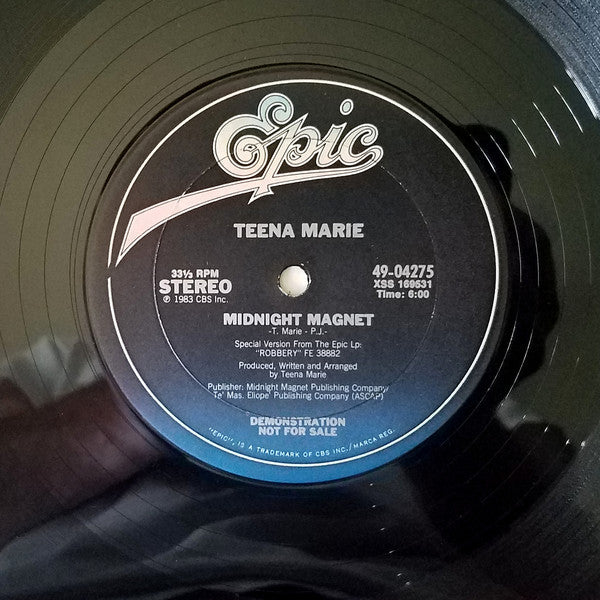 Epic
TEENA MARIE
33⅓ RPM
STEREO
℗ 1983 CBS Inc.
49-04275
XSS 169531
Time: 6:00
MIDNIGHT MAGNET
-T. Marie - P.J.-
Special Version From The Epic Lp:
"ROBBERY" FE 38882
Produced, Written and Arranged
by Teena Marie
Publisher: Midnight Magnet Publishing Company/
Te' Mas. Eliope' Publishing Company (ASCAP)
DEMONSTRATION
NOT FOR SALE
"EPIC", IS A TRADEMARK OF CBS INC./MARCA REG.